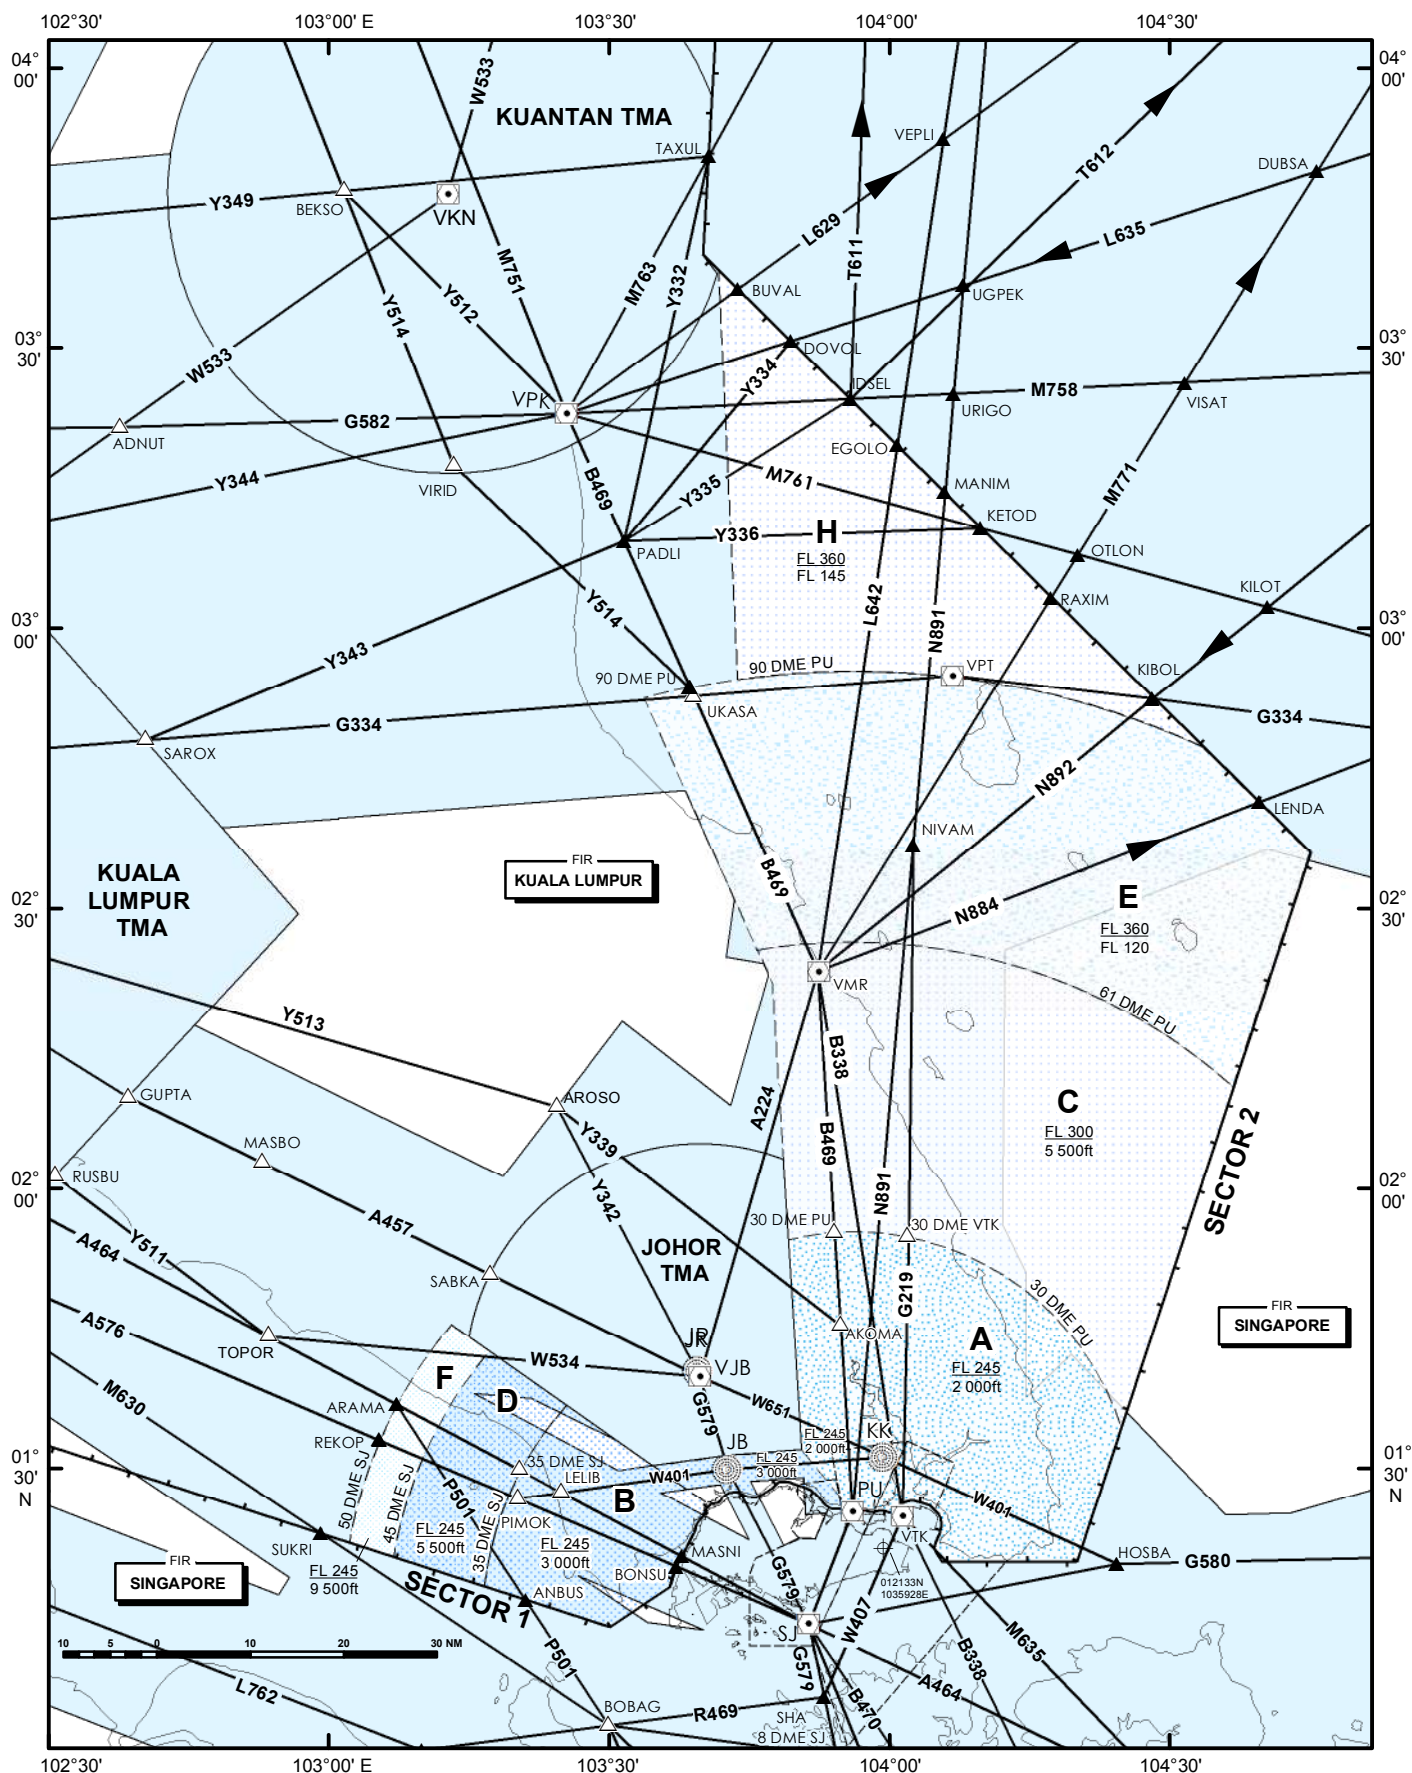 102°30'
103°00' E
103°30'
104°00'
104°30'
04°
00'
04°
00'
W533
KUANTAN TMA
TAXUL
VEPLI
T612
DUBSA
Y349
BEKSO
VKN
L629
L635
T611
M751
M763
Y332
Y512
Y514
BUVAL
UGPEK
03°
30'
03°
30'
W533
DOVOL
Y334
IDSEL
M758
VPK
G582
URIGO
VISAT
ADNUT
EGOLO
Y344
VIRID
B469
Y335
M761
MANIM
M771
KETOD
H
FL 360
FL 145
Y336
PADLI
OTLON
Y514
L642
N891
RAXIM
KILOT
03°
00'
03°
00'
Y343
90 DME PU
90 DME PU
VPT
KIBOL
UKASA
G334
G334
SAROX
N892
LENDA
NIVAM
FIR
KUALA LUMPUR
KUALA
LUMPUR
TMA
B469
E
FL 360
FL 120
N884
02°
30'
02°
30'
VMR
61 DME PU
Y513
B338
GUPTA
AROSO
A224
C
FL 300
5 500ft
MASBO
Y339
B469
SECTOR 2
RUSBU
02°
00'
02°
00'
Y342
N891
A457
30 DME PU
30 DME VTK
Y511
A464
JOHOR
TMA
SABKA
G219
30 DME PU
A576
FIR
SINGAPORE
AKOMA
A
FL 245
2 000ft
TOPOR
W534
JR
VJB
F
D
M630
ARAMA
G579
W651
REKOP
KK
JB
FL 245
2 000ft
01°
30'
N
01°
30'
N
35 DME SJ
LELIB
W401
FL 245
3 000ft
50 DME SJ
45 DME SJ
P501
PIMOK
B
PU
W401
VTK
FL 245
5 500ft
35 DME SJ
FL 245
3 000ft
SUKRI
MASNI
BONSU
HOSBA
G580
FIR
SINGAPORE
FL 245
9 500ft
SECTOR 1
ANBUS
G579
012133N
1035928E
SJ
W407
10
5
0
10
20
30 NM
P501
G579
B470
A464
B338
M635
L762
BOBAG
R469
SHA
8 DME SJ
102°30'
103°00' E
103°30'
104°00'
104°30'